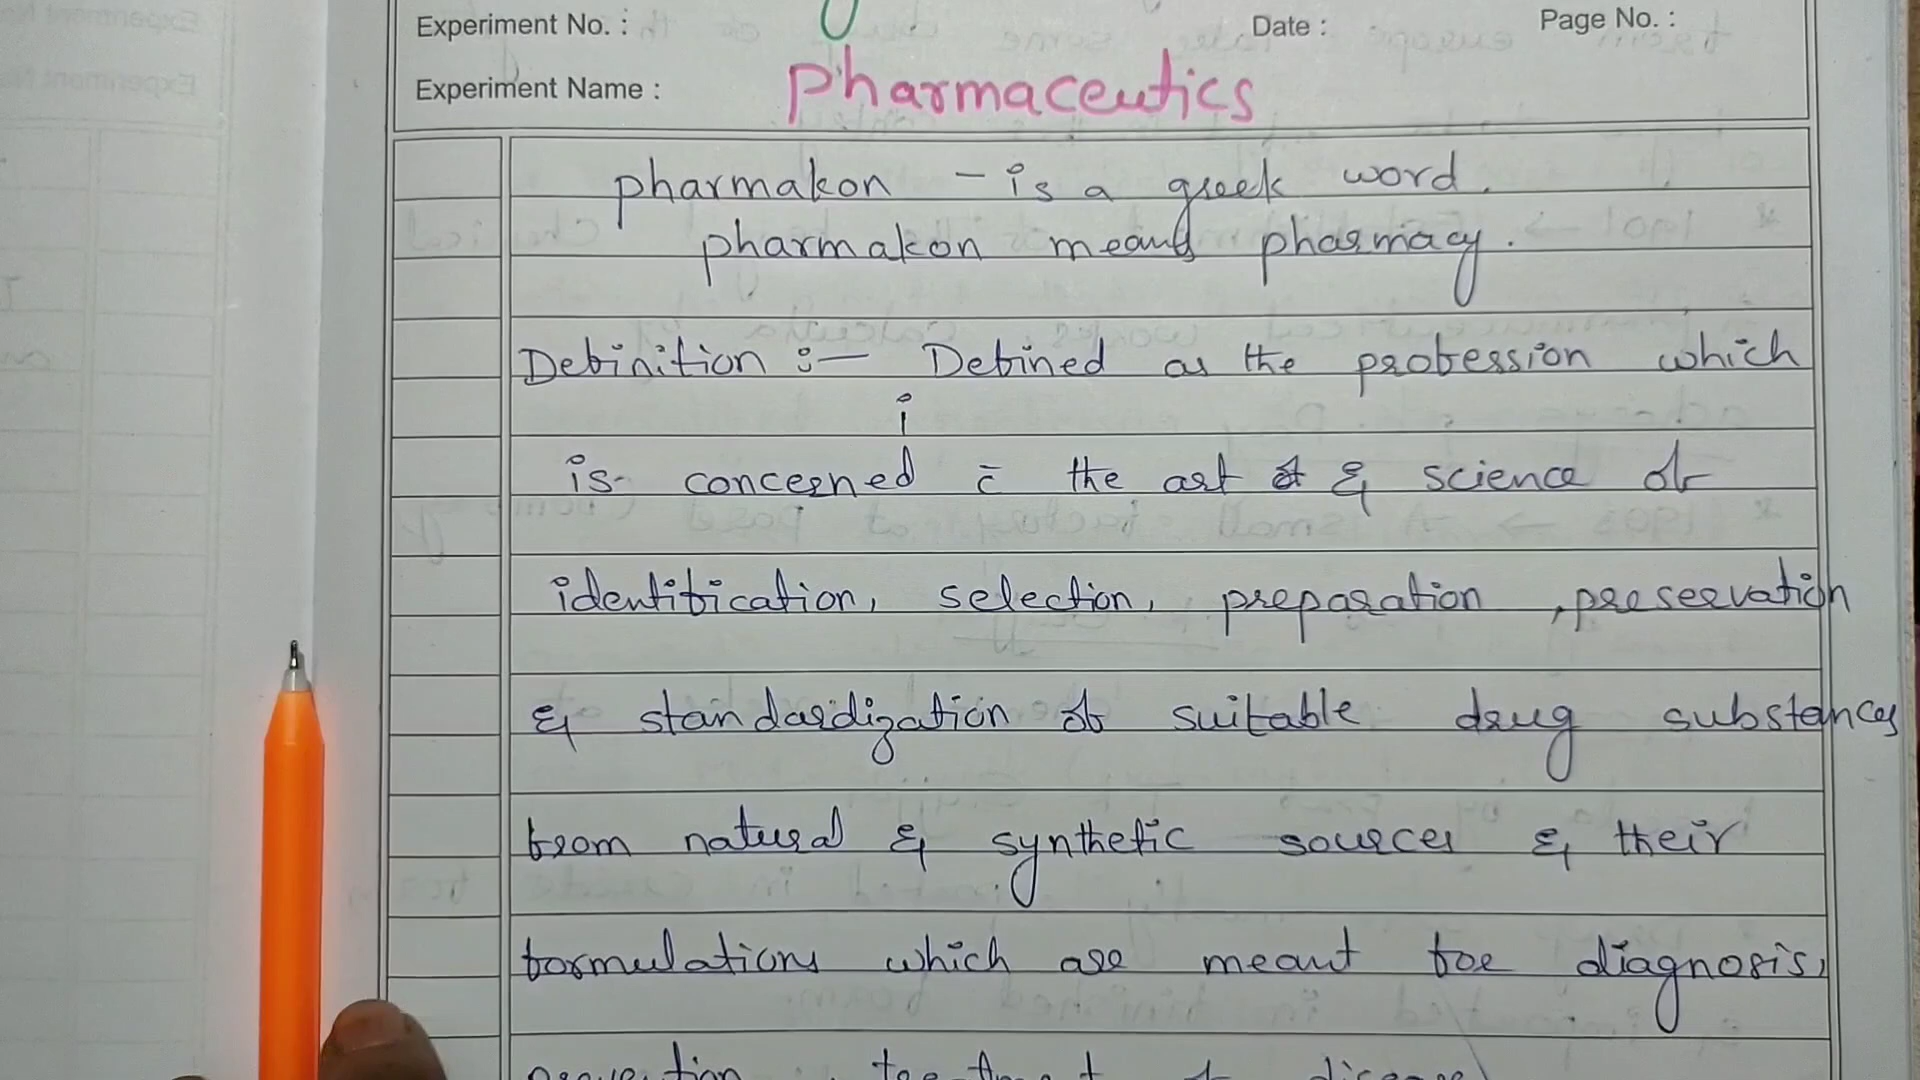 Experiment No. : Date : Page No. :
Experiment Name : Pharmaceutics
pharmakon - is a greek word.
pharmakon means pharmacy.
Definition :- Defined as the profession which
is concerned c̄ the art & science of
identification, selection, preparation, preservation
& standardization of suitable drug substances
from natural & synthetic sources & their
formulations which are meant for diagnosis,